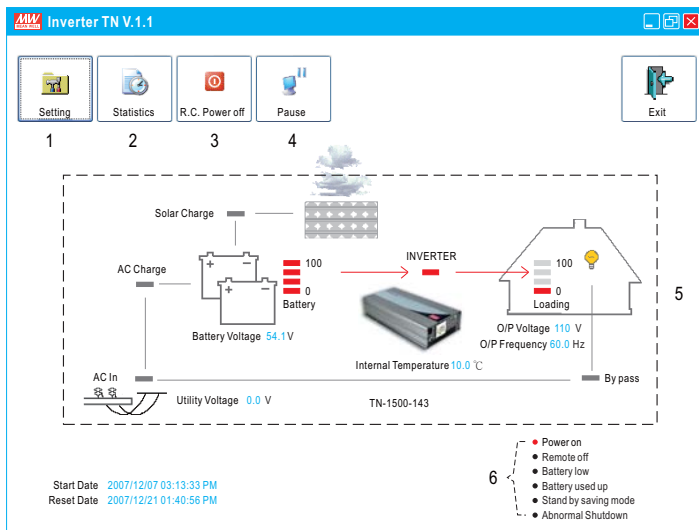 MW
MEAN WELL
Inverter TN V.1.1
Setting
Statistics
R.C. Power off
Pause
Exit
1
2
3
4
Solar Charge
AC Charge
+ -
+ -
100
0
Battery
INVERTER
100
0
Loading
5
Battery Voltage 54.1 V
O/P Voltage 110 V
O/P Frequency 60.0 Hz
Internal Temperature 10.0 ℃
AC In
By pass
Utility Voltage 0.0 V
TN-1500-143
6
Power on
Remote off
Battery low
Battery used up
Stand by saving mode
Abnormal Shutdown
Start Date 2007/12/07 03:13:33 PM
Reset Date 2007/12/21 01:40:56 PM